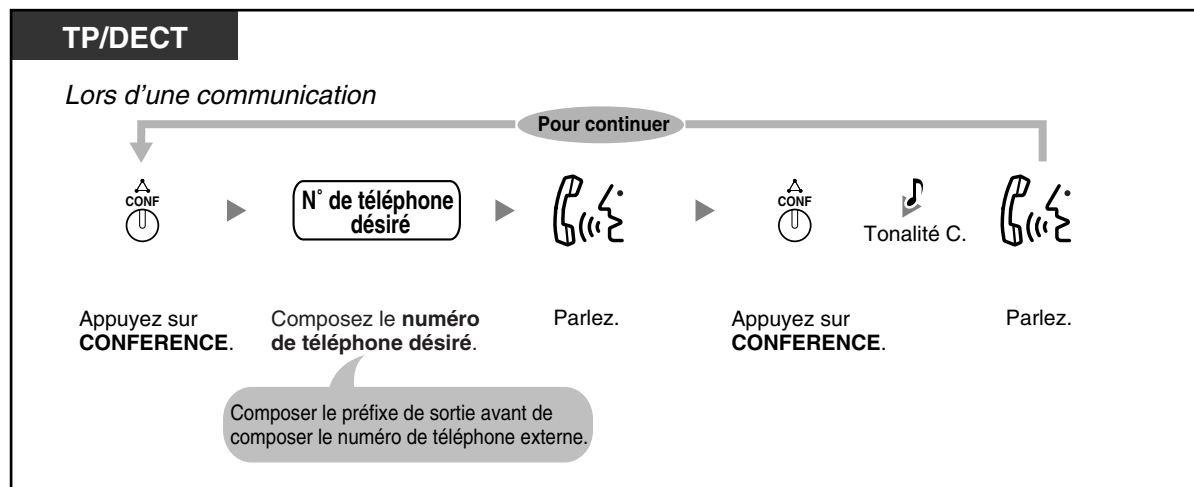 TP/DECT
Lors d'une communication
Pour continuer
CONF
N° de téléphone
désiré
CONF
Tonalité C.
Appuyez sur
CONFERENCE.
Composez le numéro
de téléphone désiré.
Parlez.
Appuyez sur
CONFERENCE.
Parlez.
Composer le préfixe de sortie avant de
composer le numéro de téléphone externe.